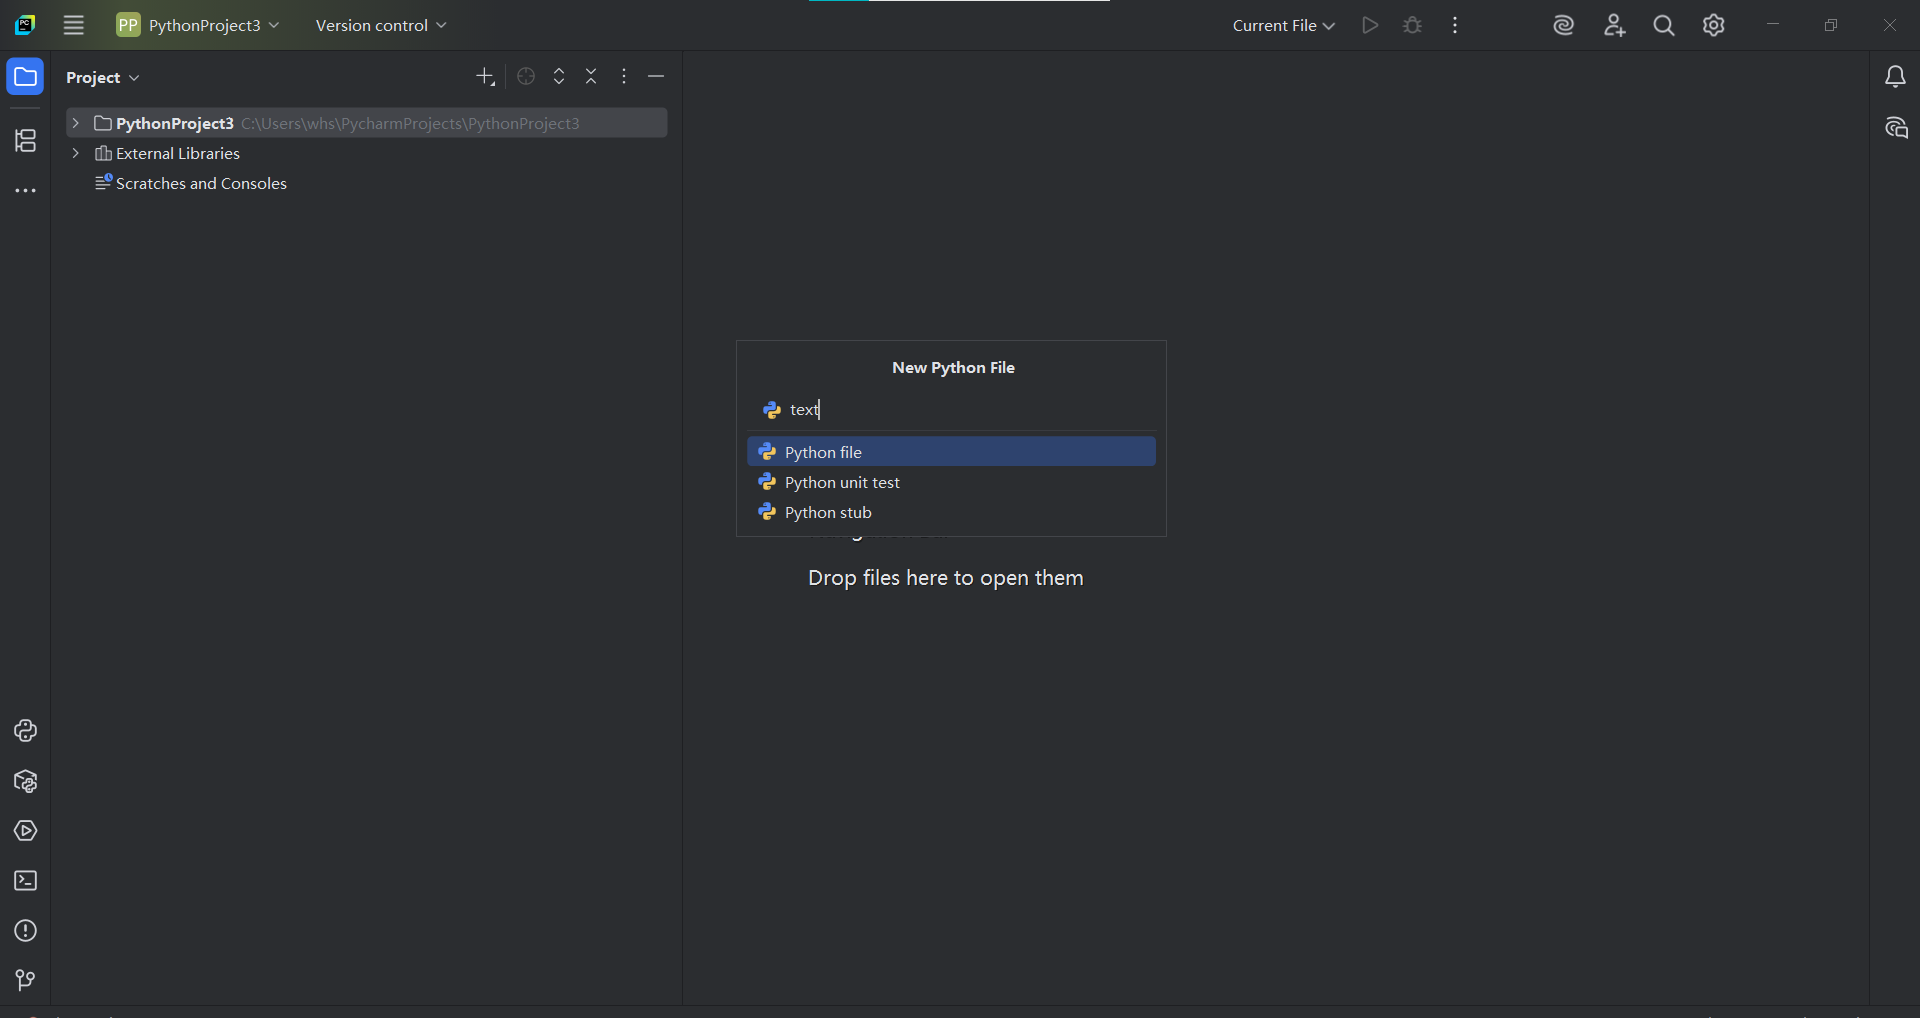 PC
PP PythonProject3
Version control
Current File
Project
PythonProject3 C:\Users\whs\PycharmProjects\PythonProject3
External Libraries
Scratches and Consoles
New Python File
text
Python file
Python unit test
Python stub
Drop files here to open them